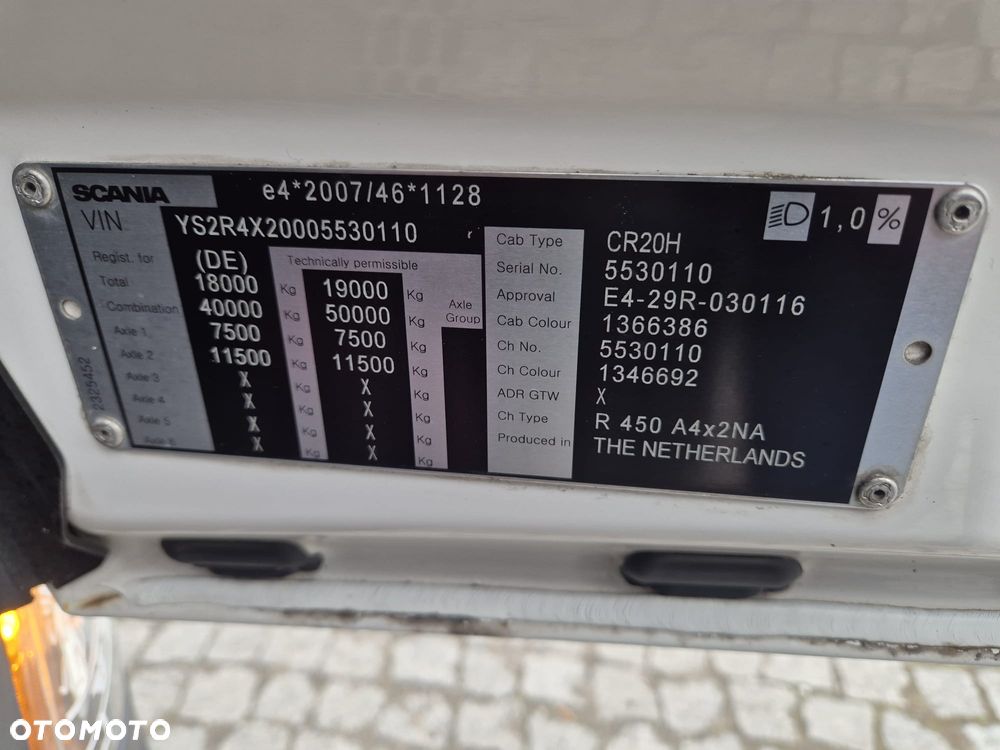 SCANIA e4*2007/46*1128
VIN YS2R4X20005530110
1,0 %
Regist. for (DE) Technically permissible
Total 18000 Kg 19000 Kg Axle Group
Combination 40000 Kg 50000 Kg
Axle 1 7500 Kg 7500 Kg
Axle 2 11500 Kg 11500 Kg
Axle 3 X Kg X Kg
Axle 4 X Kg X Kg
Axle 5 X Kg X Kg
Axle 6 X Kg X Kg
2325452
Cab Type CR20H
Serial No. 5530110
Approval E4-29R-030116
Cab Colour 1366386
Ch No. 5530110
Ch Colour 1346692
ADR GTW X
Ch Type R 450 A4x2NA
Produced in THE NETHERLANDS
OTOMOTO